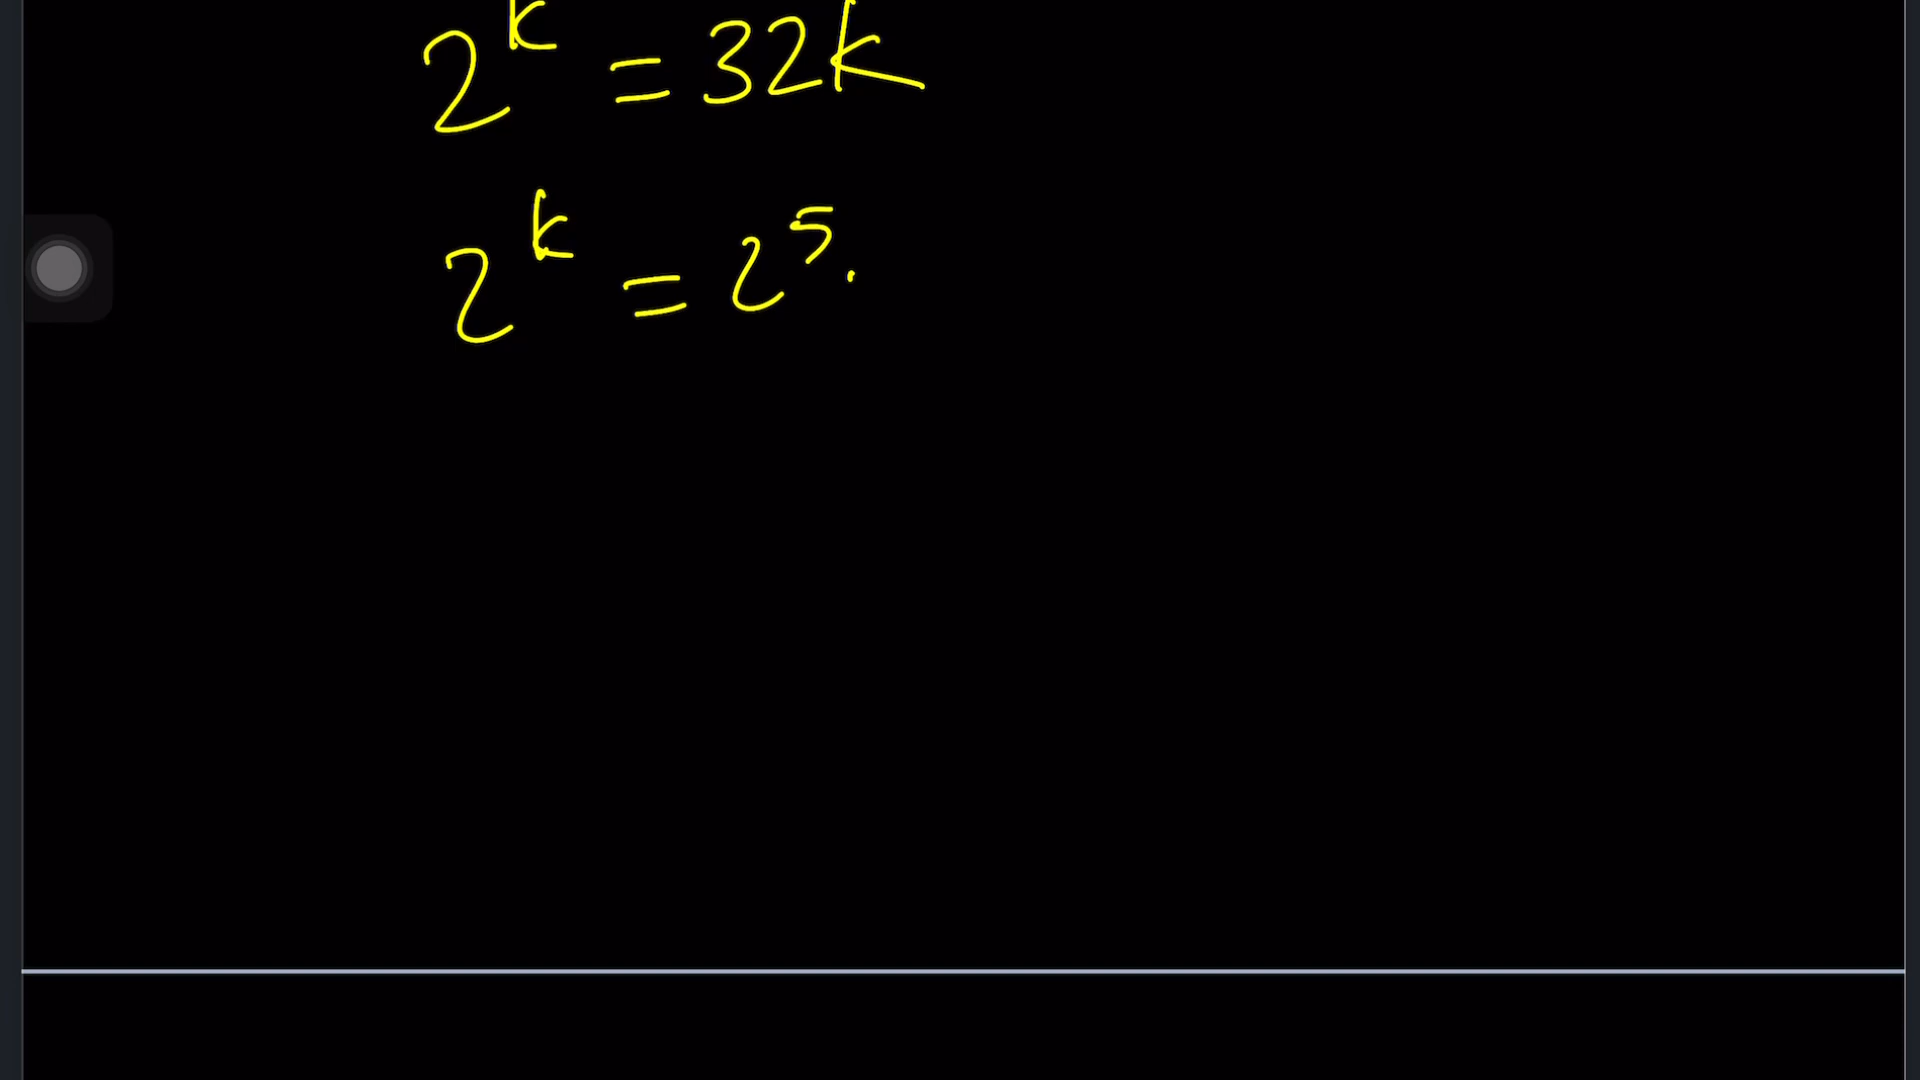 2^k = 32k
2^k = 2^5 ·